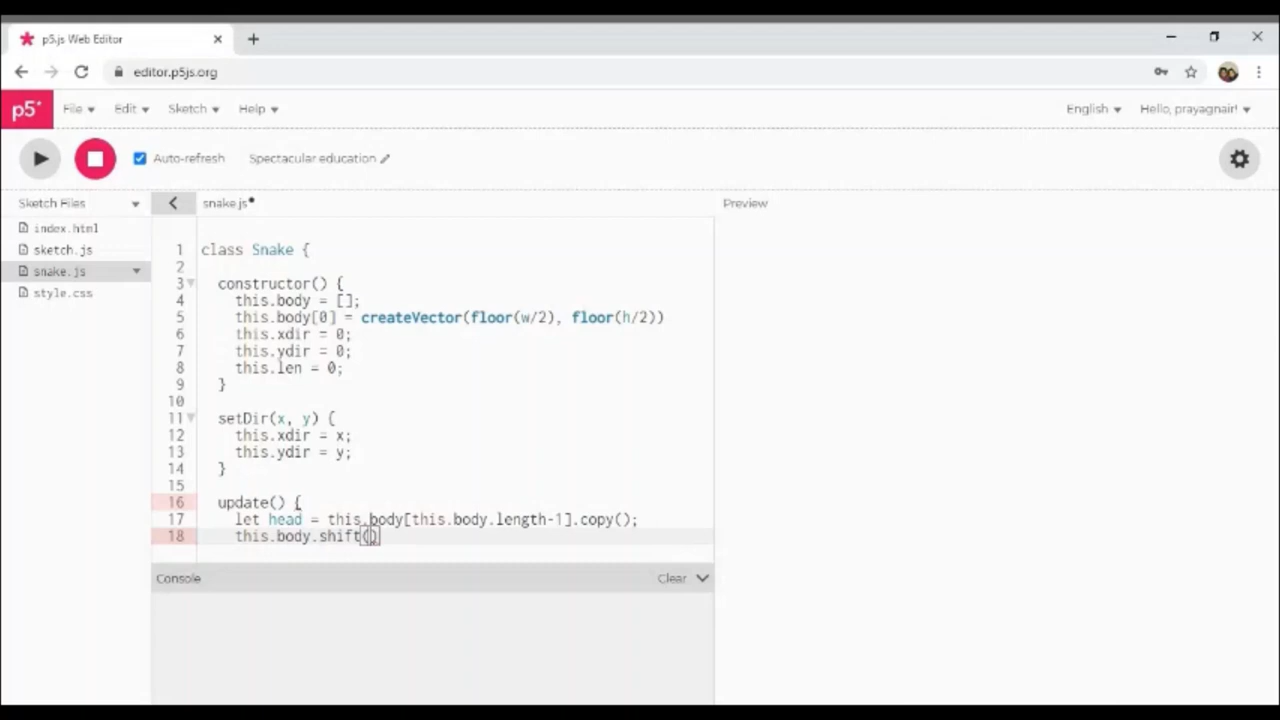 p5.js Web Editor
editor.p5js.org
p5* File Edit Sketch Help English Hello, prayagnair!
Auto-refresh Spectacular education
Sketch Files snake.js Preview
index.html
sketch.js
snake.js
style.css
1 class Snake {
2
3 constructor() {
4 this.body = [];
5 this.body[0] = createVector(floor(w/2), floor(h/2))
6 this.xdir = 0;
7 this.ydir = 0;
8 this.len = 0;
9 }
10
11 setDir(x, y) {
12 this.xdir = x;
13 this.ydir = y;
14 }
15
16 update() {
17 let head = this.body[this.body.length-1].copy();
18 this.body.shift()
Console Clear